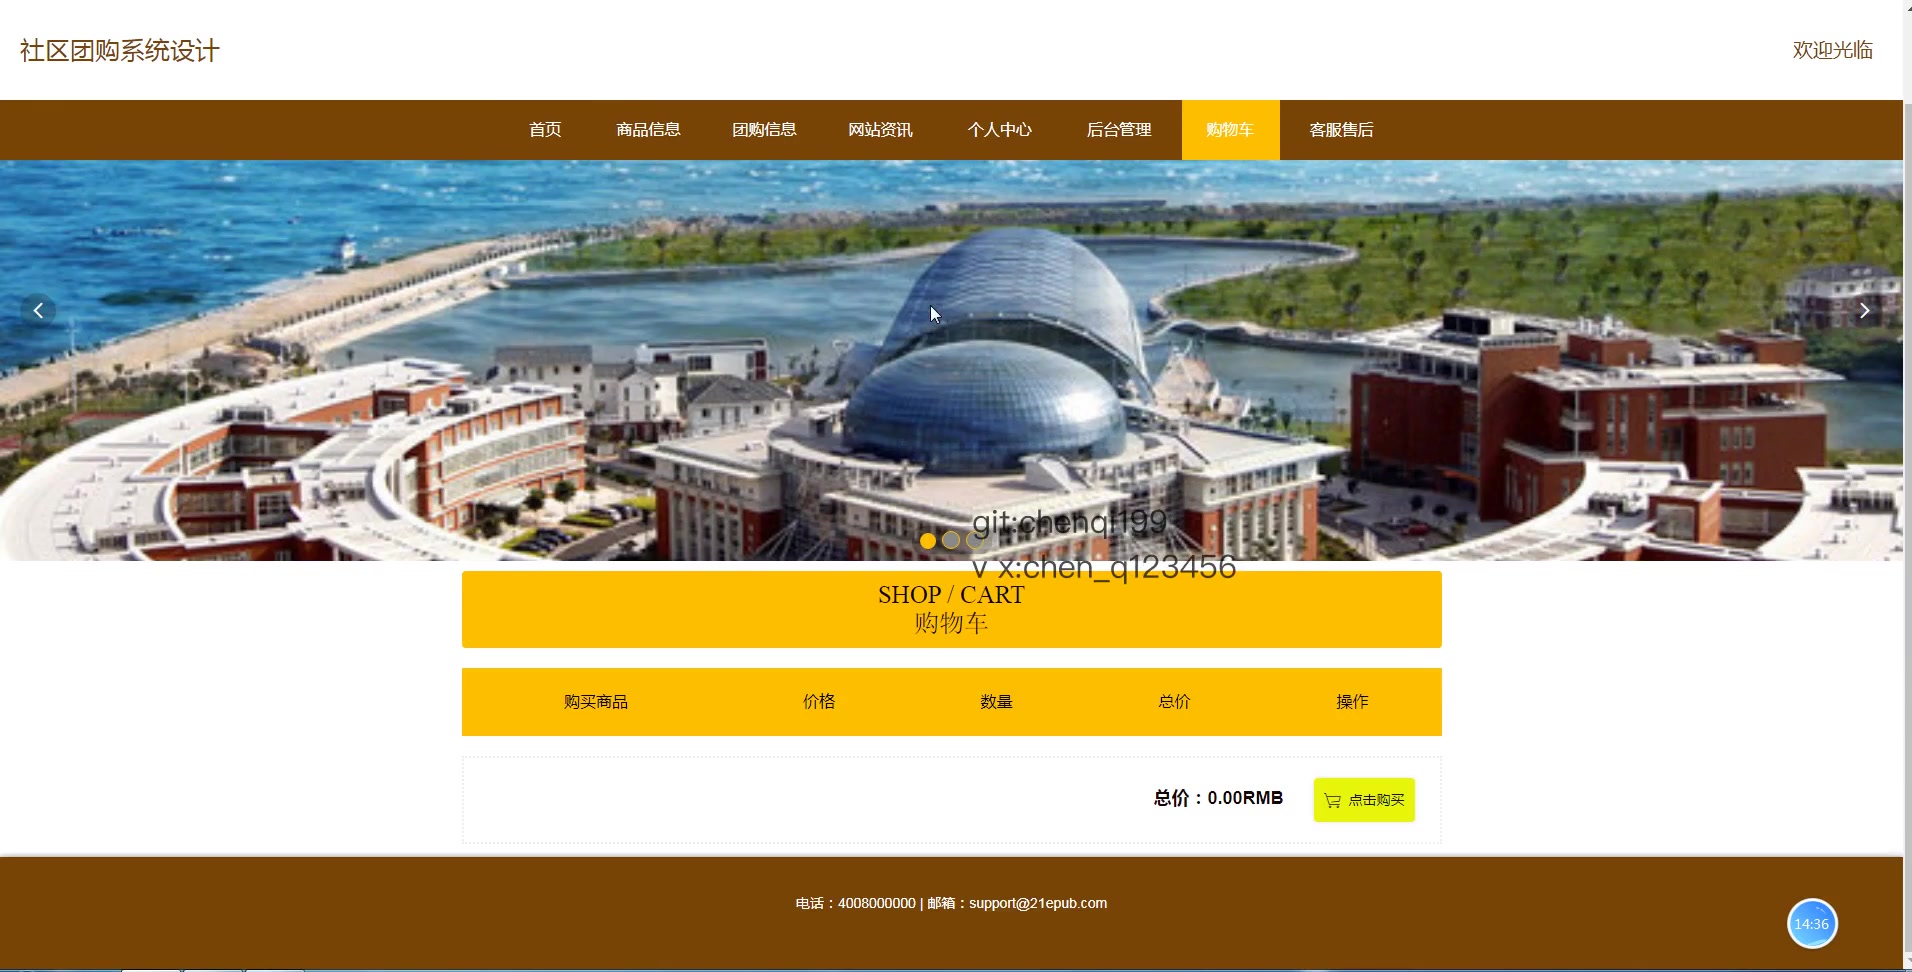 社区团购系统设计
欢迎光临
首页 商品信息 团购信息 网站资讯 个人中心 后台管理 购物车 客服售后
git:chenqi199
v x:chen_q123456
SHOP / CART
购物车
购买商品 价格 数量 总价 操作
总价：0.00RMB 点击购买
电话：4008000000 | 邮箱：support@21epub.com
14:36